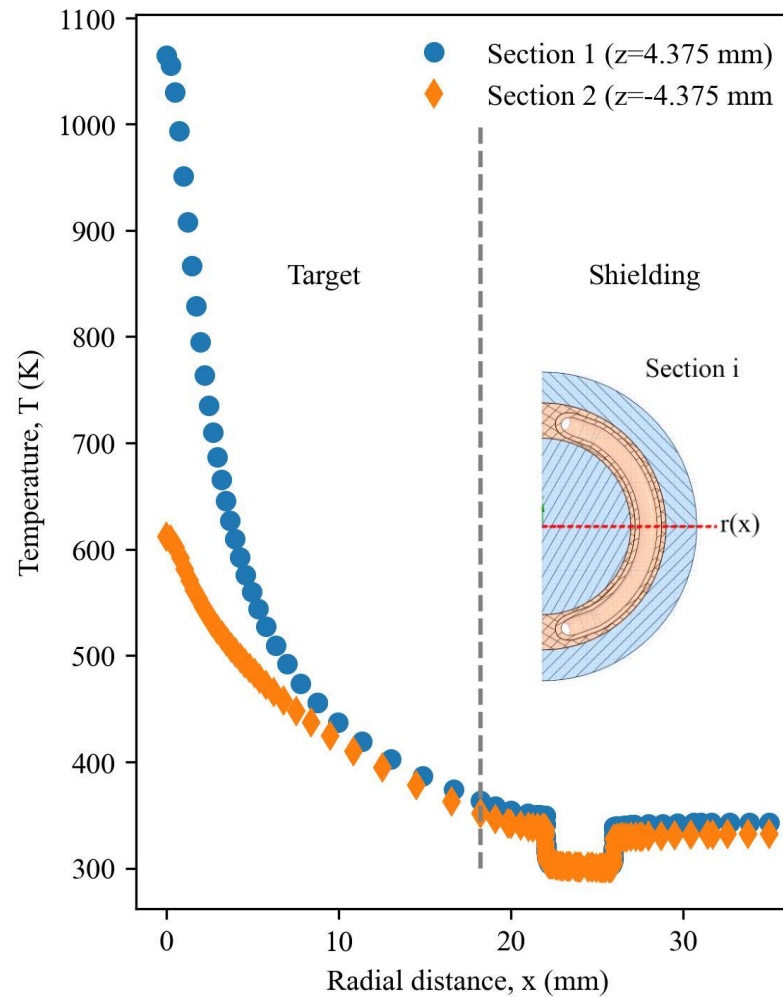 1100
1000
900
800
700
600
500
400
300
Temperature, T (K)
Section 1 (z=4.375 mm)
Section 2 (z=-4.375 mm
Target
Shielding
Section i
r(x)
0
10
20
30
Radial distance, x (mm)